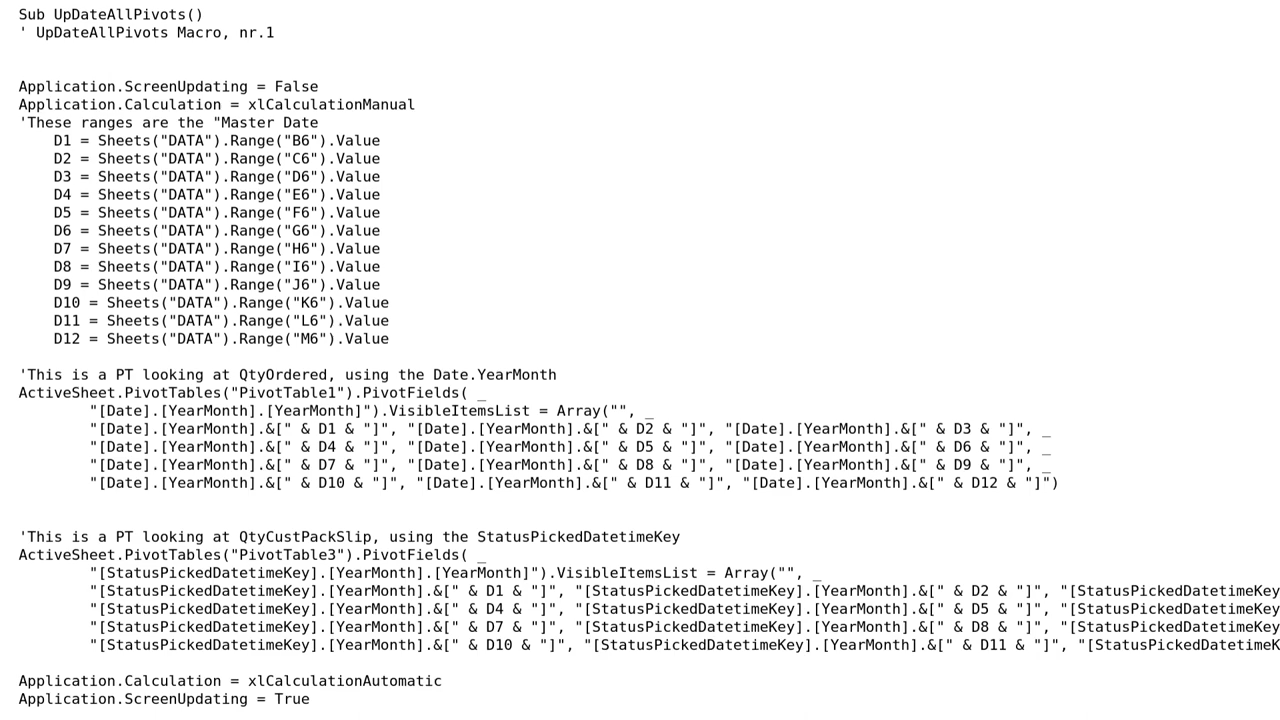 Sub UpDateAllPivots()
' UpDateAllPivots Macro, nr.1
Application.ScreenUpdating = False
Application.Calculation = xlCalculationManual
'These ranges are the "Master Date
D1 = Sheets("DATA").Range("B6").Value
D2 = Sheets("DATA").Range("C6").Value
D3 = Sheets("DATA").Range("D6").Value
D4 = Sheets("DATA").Range("E6").Value
D5 = Sheets("DATA").Range("F6").Value
D6 = Sheets("DATA").Range("G6").Value
D7 = Sheets("DATA").Range("H6").Value
D8 = Sheets("DATA").Range("I6").Value
D9 = Sheets("DATA").Range("J6").Value
D10 = Sheets("DATA").Range("K6").Value
D11 = Sheets("DATA").Range("L6").Value
D12 = Sheets("DATA").Range("M6").Value
'This is a PT looking at QtyOrdered, using the Date.YearMonth
ActiveSheet.PivotTables("PivotTable1").PivotFields( _
"[Date].[YearMonth].[YearMonth]").VisibleItemsList = Array("", _
"[Date].[YearMonth].&[" & D1 & "]", "[Date].[YearMonth].&[" & D2 & "]", "[Date].[YearMonth].&[" & D3 & "]", _
"[Date].[YearMonth].&[" & D4 & "]", "[Date].[YearMonth].&[" & D5 & "]", "[Date].[YearMonth].&[" & D6 & "]", _
"[Date].[YearMonth].&[" & D7 & "]", "[Date].[YearMonth].&[" & D8 & "]", "[Date].[YearMonth].&[" & D9 & "]", _
"[Date].[YearMonth].&[" & D10 & "]", "[Date].[YearMonth].&[" & D11 & "]", "[Date].[YearMonth].&[" & D12 & "]")
'This is a PT looking at QtyCustPackSlip, using the StatusPickedDatetimeKey
ActiveSheet.PivotTables("PivotTable3").PivotFields( _
"[StatusPickedDatetimeKey].[YearMonth].[YearMonth]").VisibleItemsList = Array("", _
"[StatusPickedDatetimeKey].[YearMonth].&[" & D1 & "]", "[StatusPickedDatetimeKey].[YearMonth].&[" & D2 & "]", "[StatusPickedDatetimeKey
"[StatusPickedDatetimeKey].[YearMonth].&[" & D4 & "]", "[StatusPickedDatetimeKey].[YearMonth].&[" & D5 & "]", "[StatusPickedDatetimeKey
"[StatusPickedDatetimeKey].[YearMonth].&[" & D7 & "]", "[StatusPickedDatetimeKey].[YearMonth].&[" & D8 & "]", "[StatusPickedDatetimeKey
"[StatusPickedDatetimeKey].[YearMonth].&[" & D10 & "]", "[StatusPickedDatetimeKey].[YearMonth].&[" & D11 & "]", "[StatusPickedDatetimeK
Application.Calculation = xlCalculationAutomatic
Application.ScreenUpdating = True